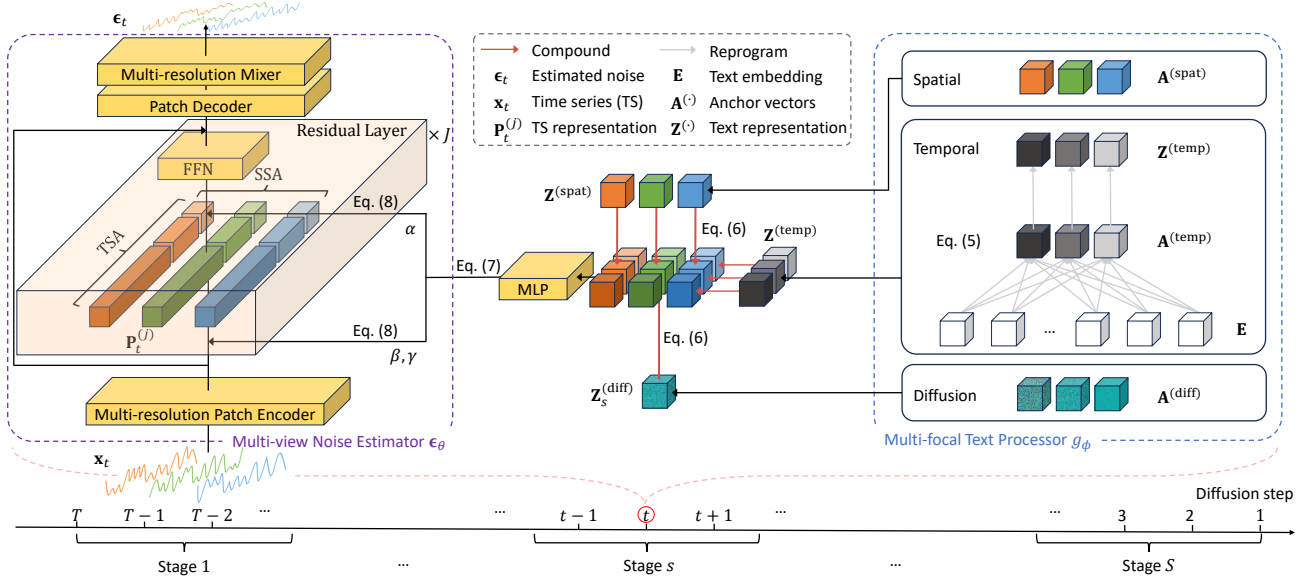 ϵ_t
Multi-resolution Mixer
Patch Decoder
Residual Layer
× J
FFN
SSA
TSA
Eq. (8)
α
P_t^(j)
Eq. (8)
β, γ
Multi-resolution Patch Encoder
Multi-view Noise Estimator ϵ_θ
x_t
Compound
Reprogram
ϵ_t Estimated noise
E Text embedding
x_t Time series (TS)
A^(·) Anchor vectors
P_t^(j) TS representation
Z^(·) Text representation
Z^(spat)
Eq. (6)
Z^(temp)
Eq. (7)
MLP
Eq. (6)
Z_s^(diff)
Spatial
A^(spat)
Temporal
Z^(temp)
Eq. (5)
A^(temp)
...
E
Diffusion
A^(diff)
Multi-focal Text Processor g_ϕ
Diffusion step
T T − 1 T − 2 ... ... t − 1 t t + 1 ... ... 3 2 1
Stage 1 ... Stage s ... Stage S